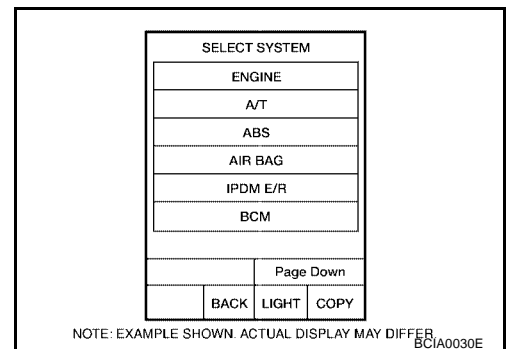 SELECT SYSTEM
ENGINE
A/T
ABS
AIR BAG
IPDM E/R
BCM
Page Down
BACK LIGHT COPY
NOTE: EXAMPLE SHOWN. ACTUAL DISPLAY MAY DIFFER
BCIA0030E